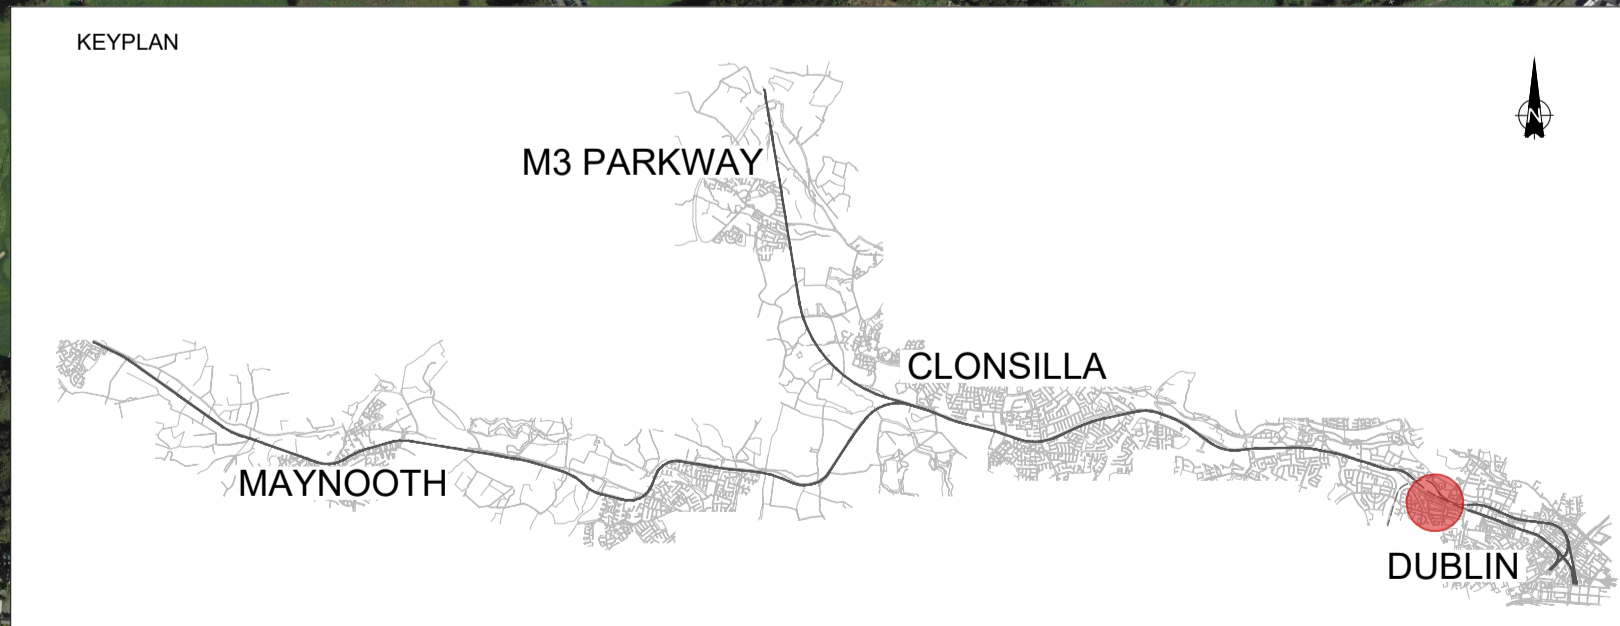 KEYPLAN
N
M3 PARKWAY
CLONSILLA
MAYNOOTH
DUBLIN